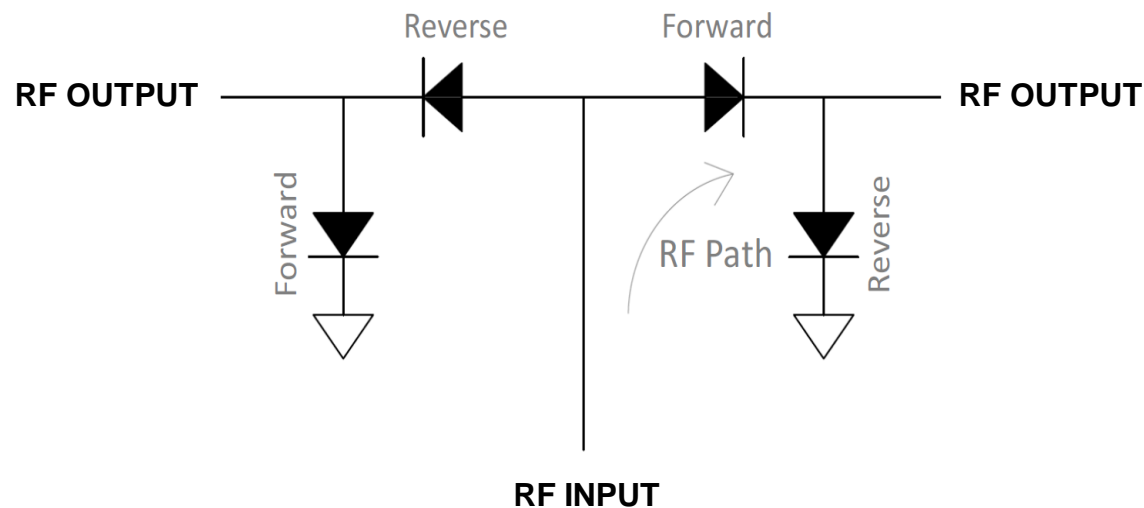 Reverse
Forward
RF OUTPUT
RF OUTPUT
Forward
RF Path
Reverse
RF INPUT